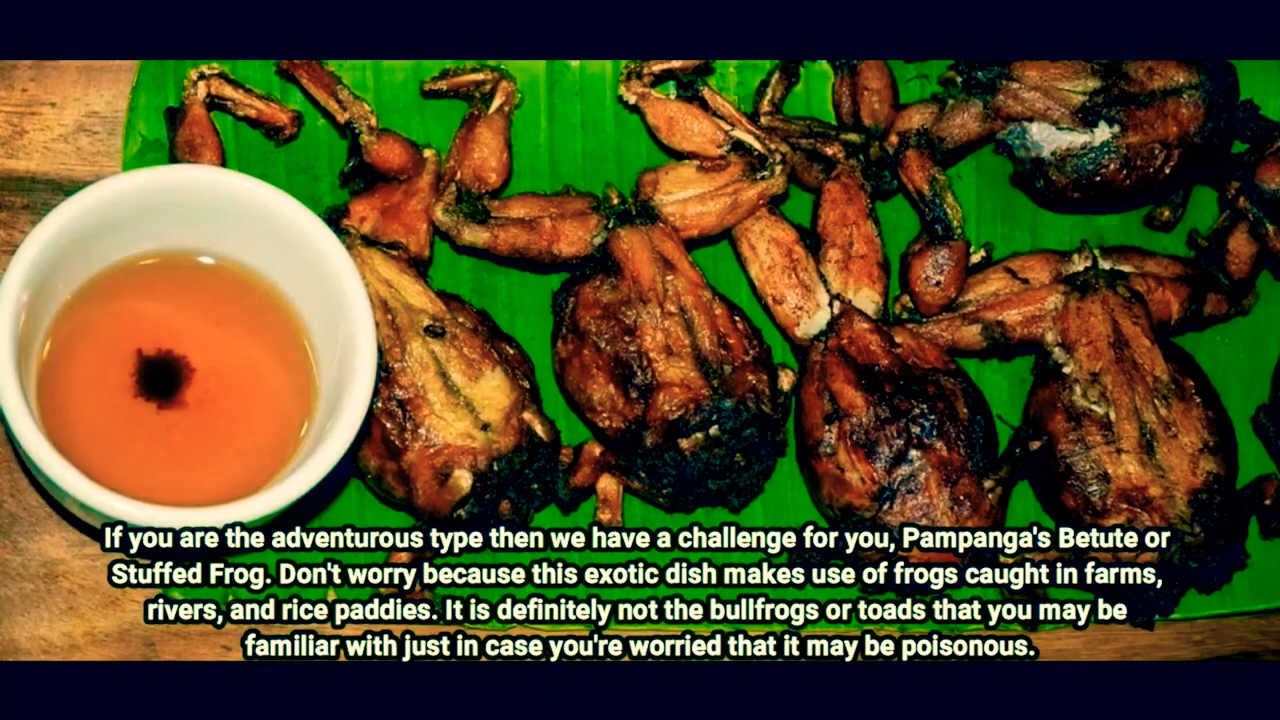 If you are the adventurous type then we have a challenge for you, Pampanga's Betute or
Stuffed Frog. Don't worry because this exotic dish makes use of frogs caught in farms,
rivers, and rice paddies. It is definitely not the bullfrogs or toads that you may be
familiar with just in case you're worried that it may be poisonous.